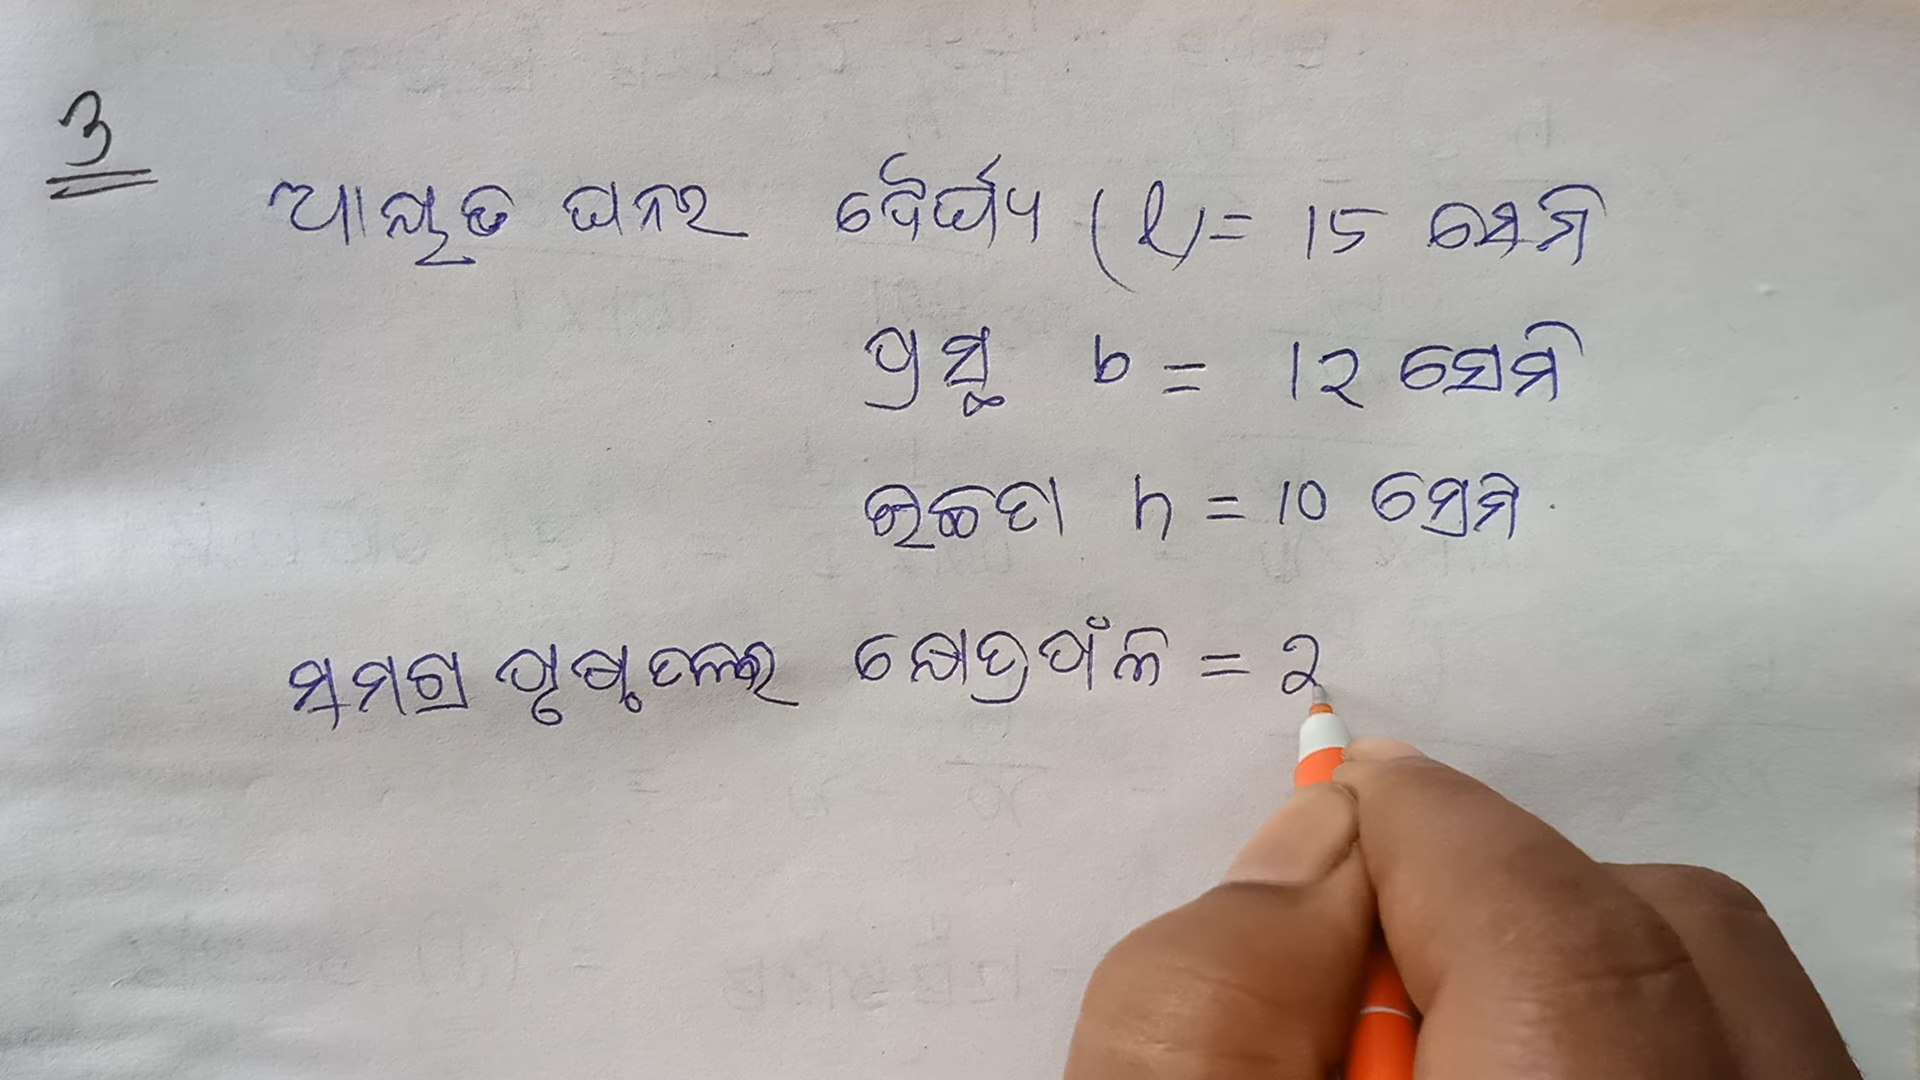 3
ଆୟତ ଘନର ଦୈର୍ଘ୍ୟ (l) = 15 ସେମି
ପ୍ରସ୍ଥ b = 12 ସେମି
ଉଚ୍ଚତା h = 10 ସେମି.
ସମଗ୍ର ପୃଷ୍ଠତଳର କ୍ଷେତ୍ରଫଳ = 2